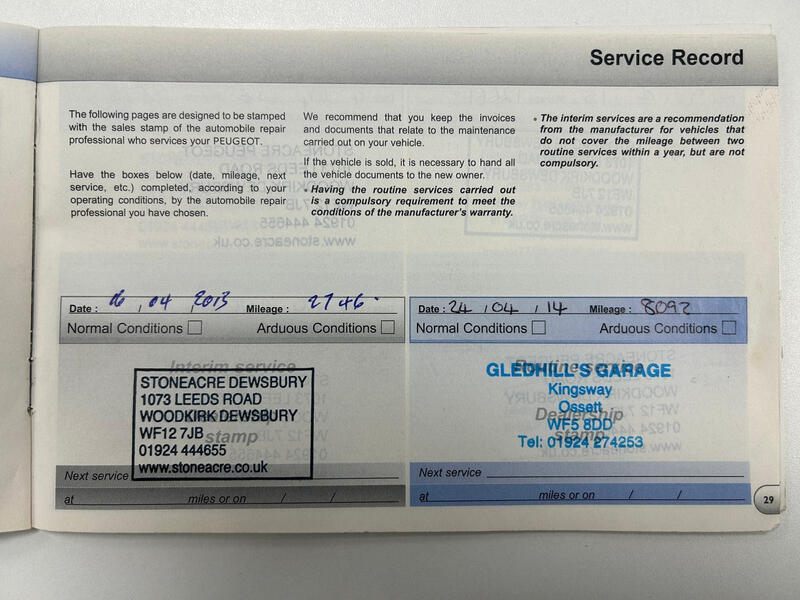 Service Record
The following pages are designed to be stamped
with the sales stamp of the automobile repair
professional who services your PEUGEOT.
Have the boxes below (date, mileage, next
service, etc.) completed, according to your
operating conditions, by the automobile repair
professional you have chosen.
We recommend that you keep the invoices
and documents that relate to the maintenance
carried out on your vehicle.
If the vehicle is sold, it is necessary to hand all
the vehicle documents to the new owner.
• Having the routine services carried out
is a compulsory requirement to meet the
conditions of the manufacturer's warranty.
• The interim services are a recommendation
from the manufacturer for vehicles that
do not cover the mileage between two
routine services within a year, but are not
compulsory.
Date : 16 / 04 / 2013 Mileage : 2746
Normal Conditions Arduous Conditions
Interim service
stamp
STONEACRE DEWSBURY
1073 LEEDS ROAD
WOODKIRK DEWSBURY
WF12 7JB
01924 444655
www.stoneacre.co.uk
Next service
at miles or on / /
Date : 24 / 04 / 14 Mileage : 8092
Normal Conditions Arduous Conditions
Routine service
Dealership
stamp
GLEDHILL'S GARAGE
Kingsway
Ossett
WF5 8DD
Tel: 01924 274253
Next service
at miles or on / /
29